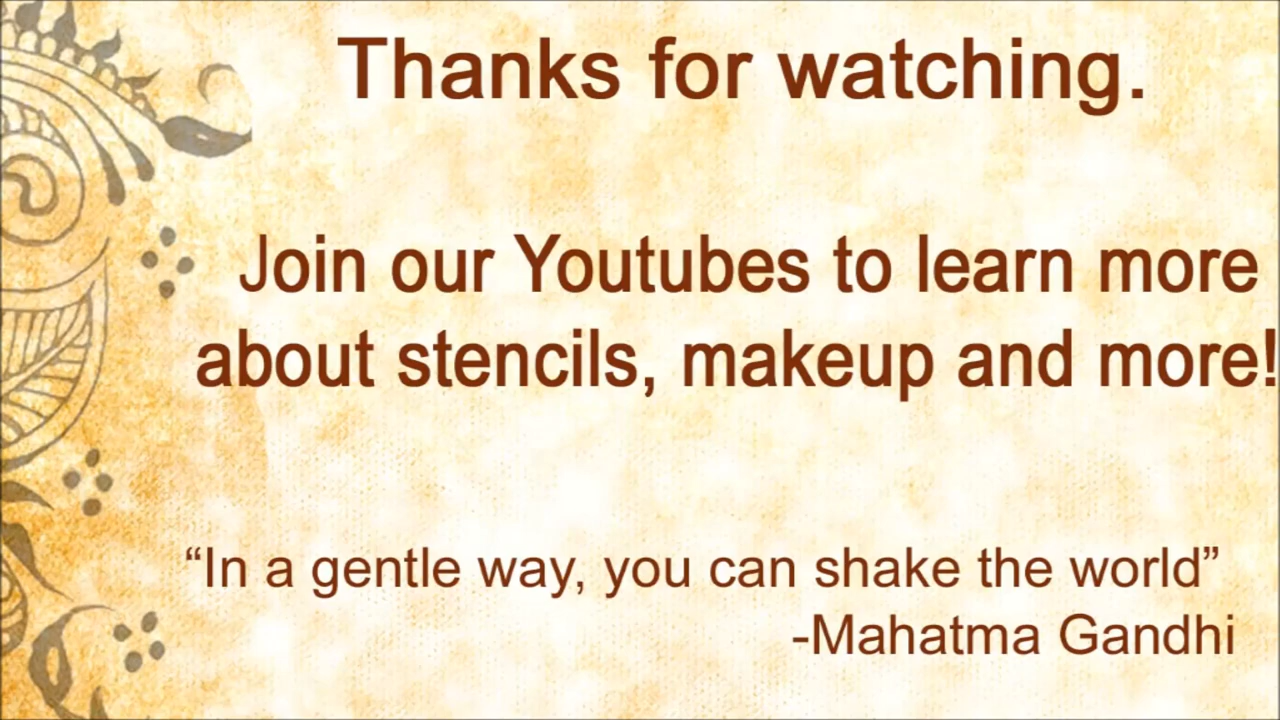 Thanks for watching.
Join our Youtubes to learn more
about stencils, makeup and more!
“In a gentle way, you can shake the world”
-Mahatma Gandhi